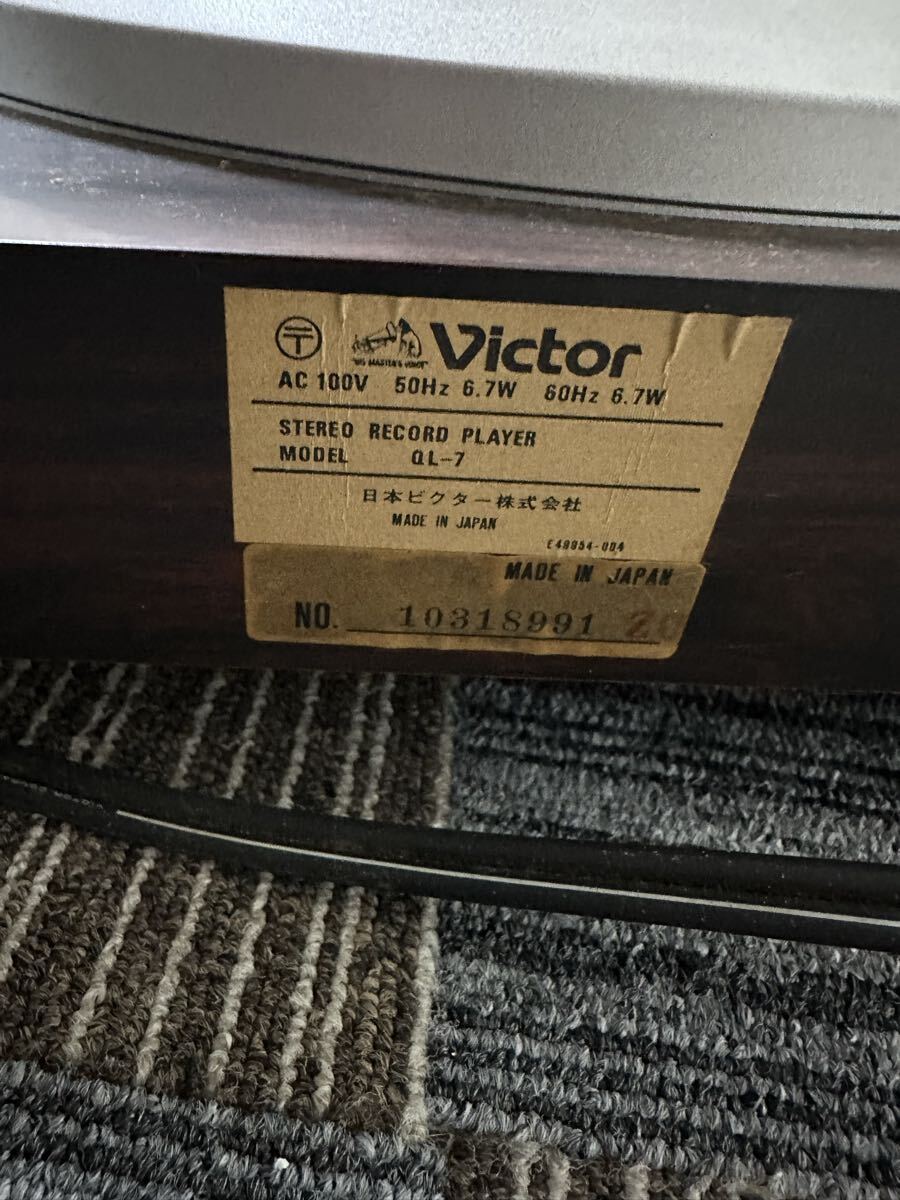 〒 "HIS MASTER'S VOICE" Victor
AC 100V 50Hz 6.7W 60Hz 6.7W
STEREO RECORD PLAYER
MODEL QL-7
日本ビクター株式会社
MADE IN JAPAN
E49954-004
MADE IN JAPAN
NO. 10318991